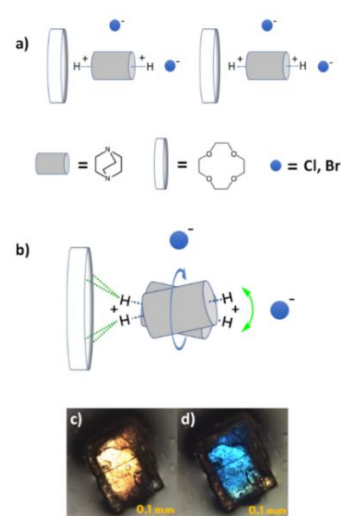 a)
- -
+ + + +
H H H H
- -
= N N = O O O O = Cl, Br
b)
-
H H
+ + -
H H
c) d)
0.1 mm 0.1 mm